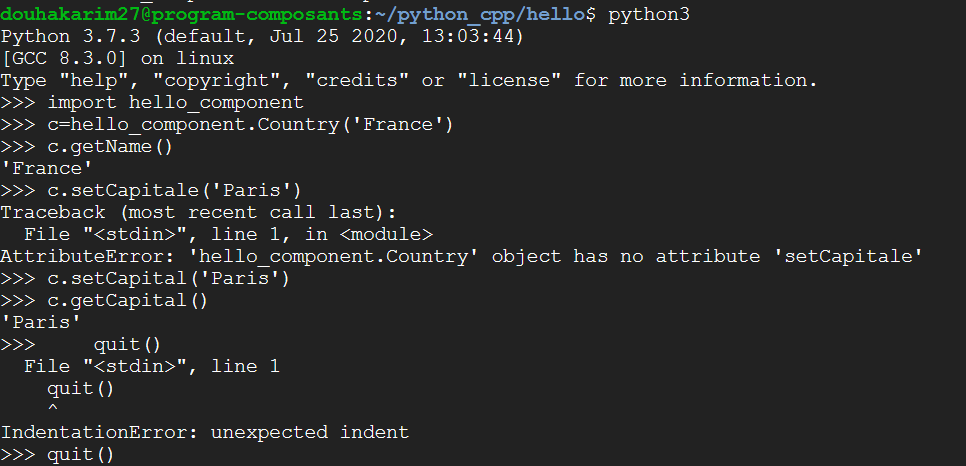 douhakarim27@program-composants:~/python_cpp/hello$ python3
Python 3.7.3 (default, Jul 25 2020, 13:03:44)
[GCC 8.3.0] on linux
Type "help", "copyright", "credits" or "license" for more information.
>>> import hello_component
>>> c=hello_component.Country('France')
>>> c.getName()
'France'
>>> c.setCapitale('Paris')
Traceback (most recent call last):
  File "<stdin>", line 1, in <module>
AttributeError: 'hello_component.Country' object has no attribute 'setCapitale'
>>> c.setCapital('Paris')
>>> c.getCapital()
'Paris'
>>>     quit()
  File "<stdin>", line 1
    quit()
    ^
IndentationError: unexpected indent
>>> quit()